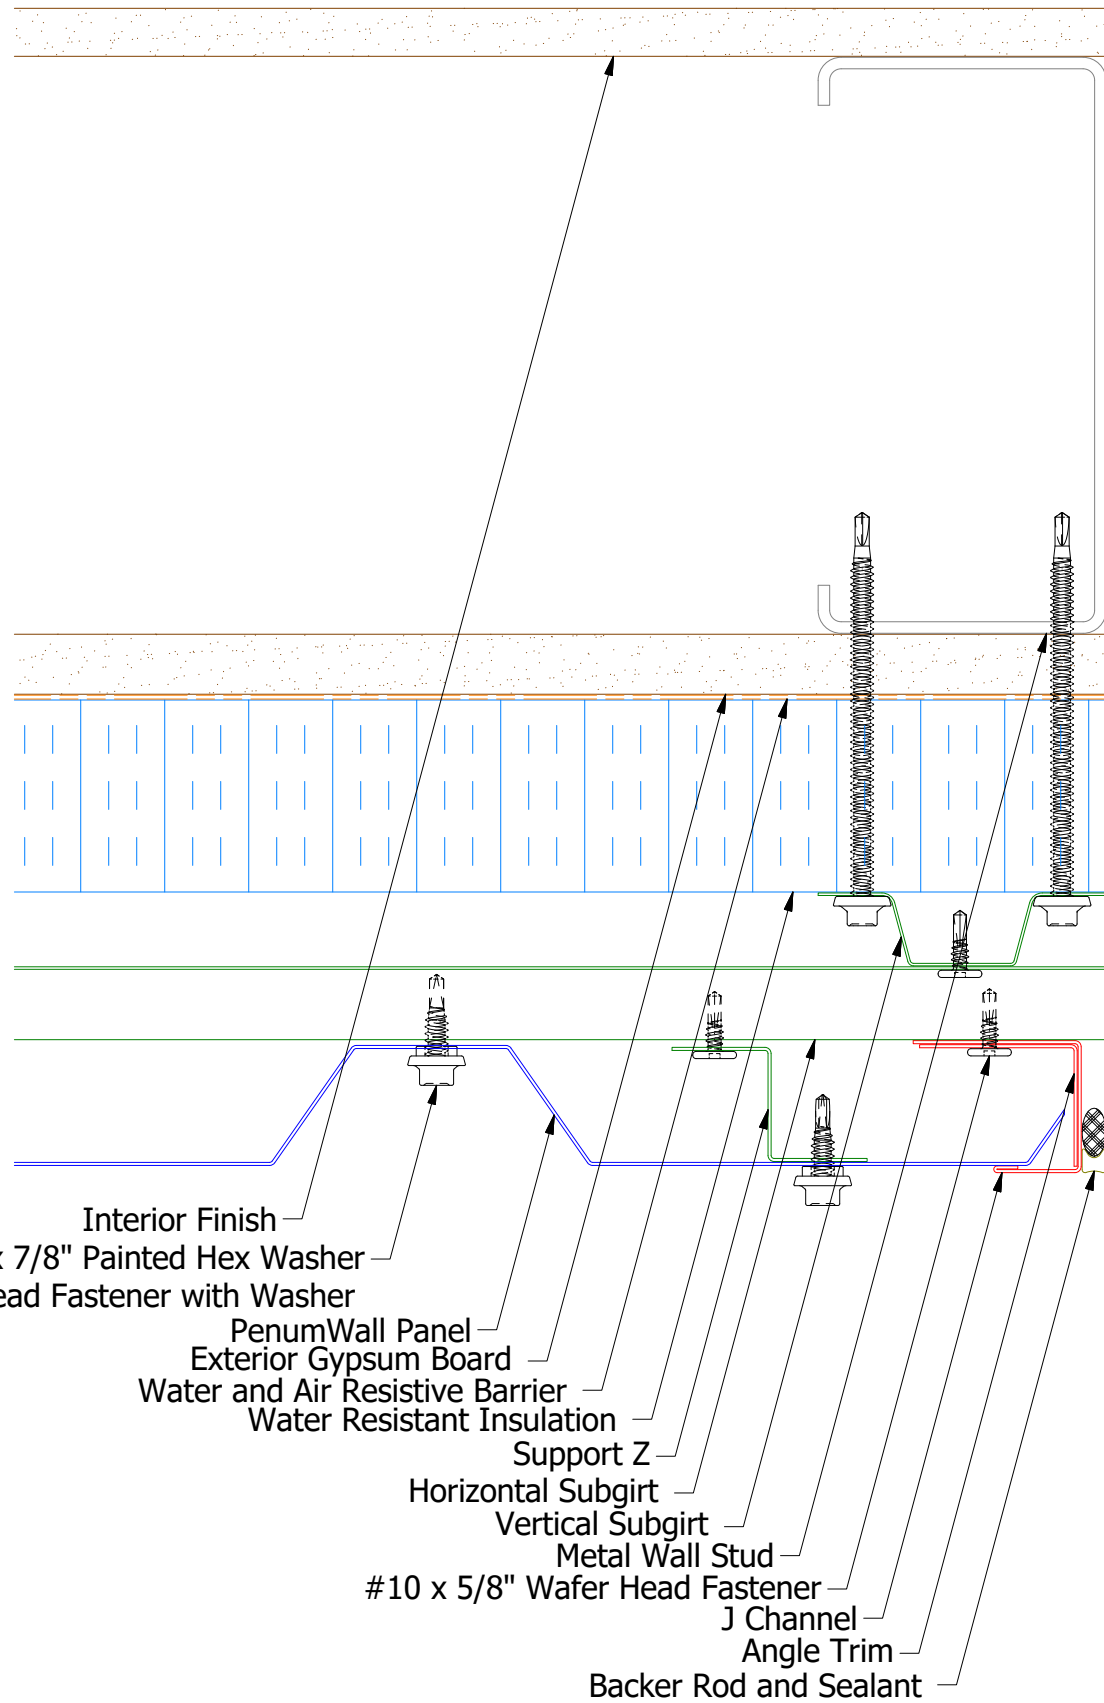 Interior Finish
x 7/8" Painted Hex Washer
ead Fastener with Washer
PenumWall Panel
Exterior Gypsum Board
Water and Air Resistive Barrier
Water Resistant Insulation
Support Z
Horizontal Subgirt
Vertical Subgirt
Metal Wall Stud
#10 x 5/8" Wafer Head Fastener
J Channel
Angle Trim
Backer Rod and Sealant